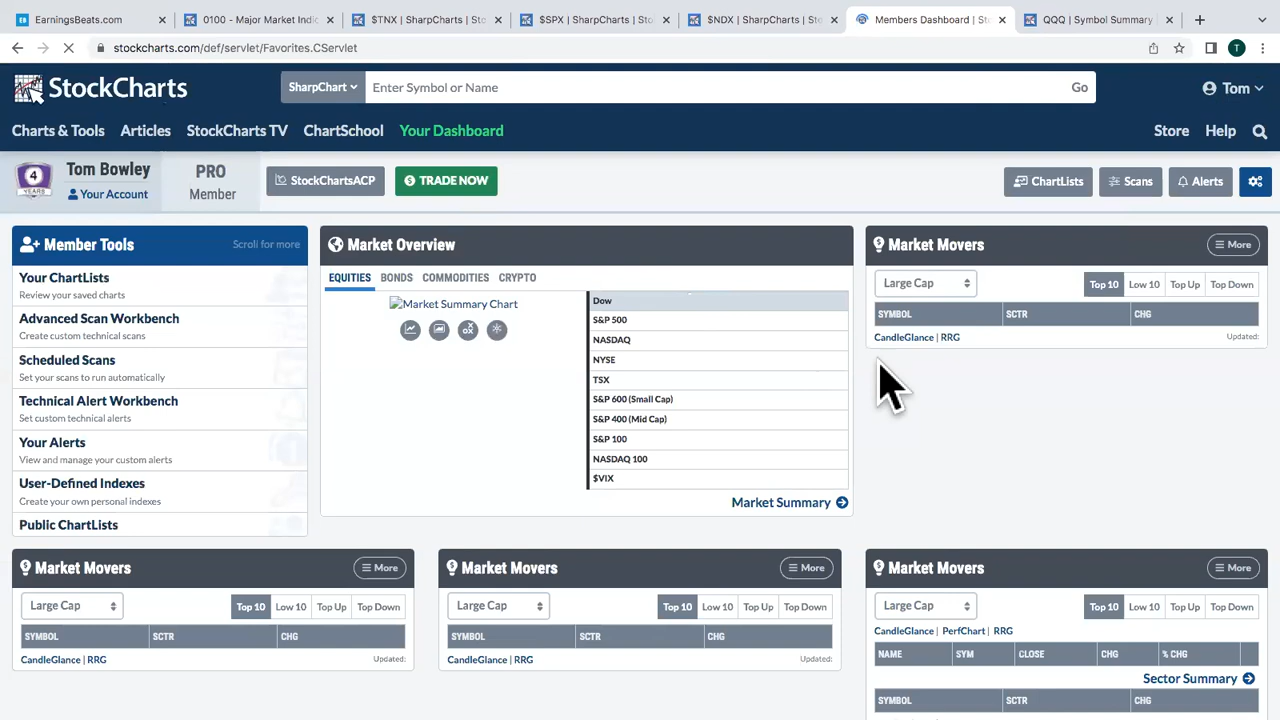 EarningsBeats.com
0100 - Major Market Indic
$TNX | SharpCharts | Sto
$SPX | SharpCharts | Sto
$NDX | SharpCharts | Sto
Members Dashboard | St
QQQ | Symbol Summary
stockcharts.com/def/servlet/Favorites.CServlet
T
StockCharts
SharpChart
Enter Symbol or Name
Go
Tom
Charts & Tools
Articles
StockCharts TV
ChartSchool
Your Dashboard
Store
Help
4
YEARS
Tom Bowley
Your Account
PRO
Member
StockChartsACP
TRADE NOW
ChartLists
Scans
Alerts
Member Tools
Scroll for more
Your ChartLists
Review your saved charts
Advanced Scan Workbench
Create custom technical scans
Scheduled Scans
Set your scans to run automatically
Technical Alert Workbench
Set custom technical alerts
Your Alerts
View and manage your custom alerts
User-Defined Indexes
Create your own personal indexes
Public ChartLists
Market Overview
EQUITIES
BONDS
COMMODITIES
CRYPTO
Market Summary Chart
Dow
S&P 500
NASDAQ
NYSE
TSX
S&P 600 (Small Cap)
S&P 400 (Mid Cap)
S&P 100
NASDAQ 100
$VIX
Market Summary
Market Movers
More
Large Cap
Top 10
Low 10
Top Up
Top Down
SYMBOL
SCTR
CHG
CandleGlance | RRG
Updated:
Market Movers
More
Large Cap
Top 10
Low 10
Top Up
Top Down
SYMBOL
SCTR
CHG
CandleGlance | RRG
Updated:
Market Movers
More
Large Cap
Top 10
Low 10
Top Up
Top Down
SYMBOL
SCTR
CHG
CandleGlance | RRG
Updated:
Market Movers
More
Large Cap
Top 10
Low 10
Top Up
Top Down
CandleGlance | PerfChart | RRG
NAME
SYM
CLOSE
CHG
% CHG
Sector Summary
SYMBOL
SCTR
CHG